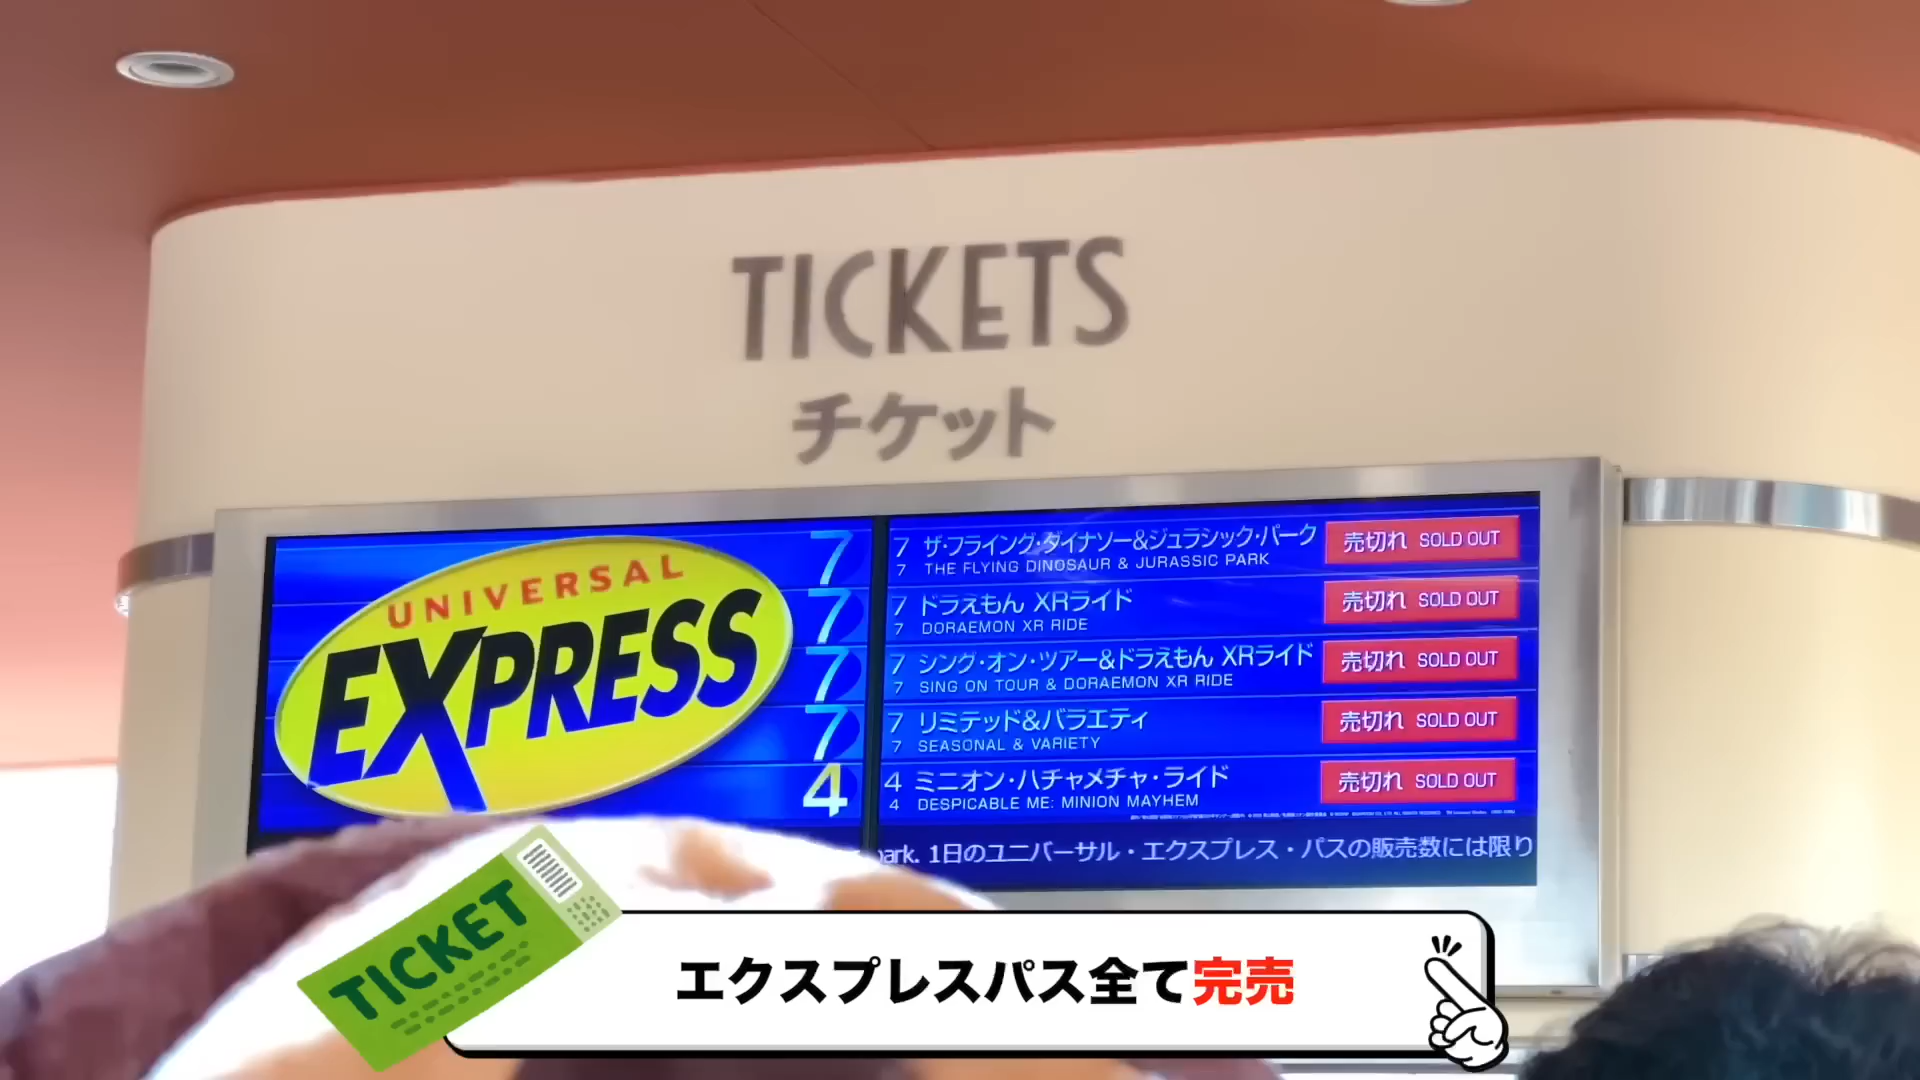 TICKETS
チケット
UNIVERSAL
EXPRESS
7
7
7
7
4
7 ザ・フライング・ダイナソー&ジュラシック・パーク 売切れ SOLD OUT
7 THE FLYING DINOSAUR & JURASSIC PARK
7 ドラえもん XRライド 売切れ SOLD OUT
7 DORAEMON XR RIDE
7 シング・オン・ツアー&ドラえもん XRライド 売切れ SOLD OUT
7 SING ON TOUR & DORAEMON XR RIDE
7 リミテッド&バラエティ 売切れ SOLD OUT
7 SEASONAL & VARIETY
4 ミニオン・ハチャメチャ・ライド 売切れ SOLD OUT
4 DESPICABLE ME: MINION MAYHEM
ark. 1日のユニバーサル・エクスプレス・パスの販売数には限り
TICKET
エクスプレスパス全て完売